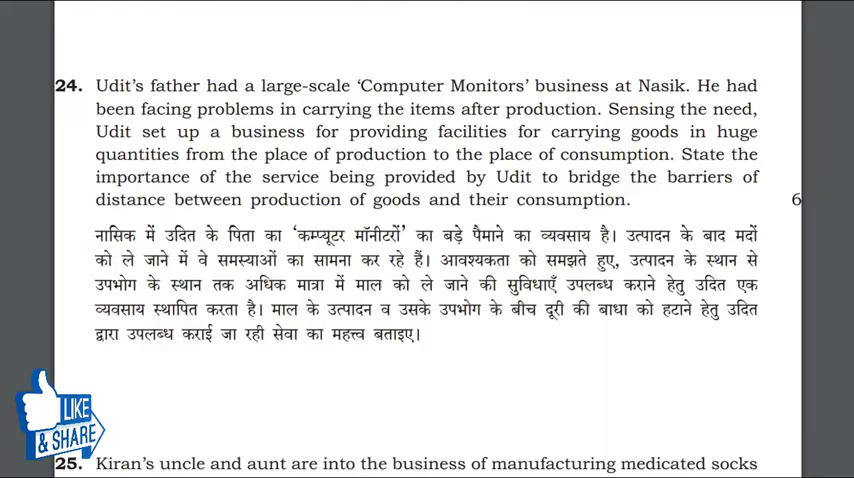 24. Udit's father had a large-scale 'Computer Monitors' business at Nasik. He had
been facing problems in carrying the items after production. Sensing the need,
Udit set up a business for providing facilities for carrying goods in huge
quantities from the place of production to the place of consumption. State the
importance of the service being provided by Udit to bridge the barriers of
distance between production of goods and their consumption. 6
नासिक में उदित के पिता का 'कम्प्यूटर मॉनीटरों' का बड़े पैमाने का व्यवसाय है। उत्पादन के बाद मदों
को ले जाने में वे समस्याओं का सामना कर रहे हैं। आवश्यकता को समझते हुए, उत्पादन के स्थान से
उपभोग के स्थान तक अधिक मात्रा में माल को ले जाने की सुविधाएँ उपलब्ध कराने हेतु उदित एक
व्यवसाय स्थापित करता है। माल के उत्पादन व उसके उपभोग के बीच दूरी की बाधा को हटाने हेतु उदित
द्वारा उपलब्ध कराई जा रही सेवा का महत्त्व बताइए।
LIKE
& SHARE
25. Kiran's uncle and aunt are into the business of manufacturing medicated socks